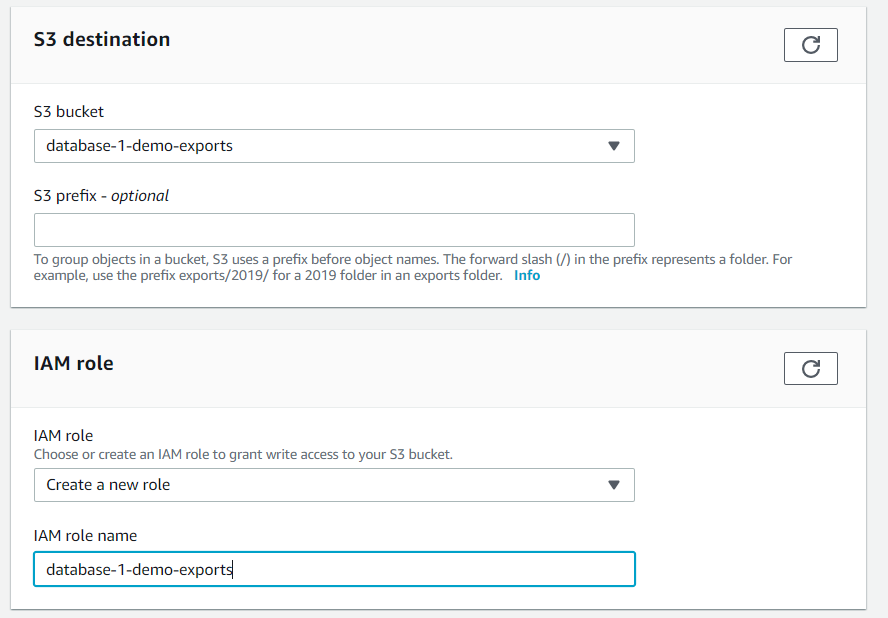 S3 destination
S3 bucket
database-1-demo-exports
S3 prefix - optional
To group objects in a bucket, S3 uses a prefix before object names. The forward slash (/) in the prefix represents a folder. For
example, use the prefix exports/2019/ for a 2019 folder in an exports folder. Info
IAM role
IAM role
Choose or create an IAM role to grant write access to your S3 bucket.
Create a new role
IAM role name
database-1-demo-exports